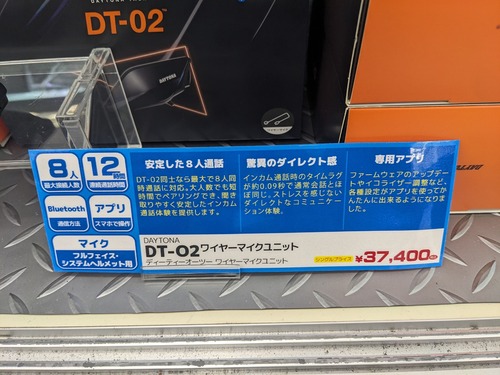 DAYTONA
DT-02™
DAYTONA
8人
最大接続人数
12時間
連続通話時間
Bluetooth
通信方法
アプリ
スマホで操作
マイク
フルフェイス・
システムヘルメット用
安定した8人通話
DT-02同士なら最大で8人同
時通話に対応。大人数でも短
時間でペアリングでき、聞き
取りやすく安定したインカム
通話体験を提供します。
驚異のダイレクト感
インカム通話時のタイムラグ
が約0.09秒で通常会話とほ
ぼ同じ。ストレスを感じない
ダイレクトなコミュニケー
ション体験。
専用アプリ
ファームウェアのアップデー
トやイコライザー調整など、
各種設定がアプリを使ってか
んたんに出来るようになりま
した。
DAYTONA
DT-02ワイヤーマイクユニット
ディーティーオーツー ワイヤーマイクユニット
シングルプライス
¥37,400